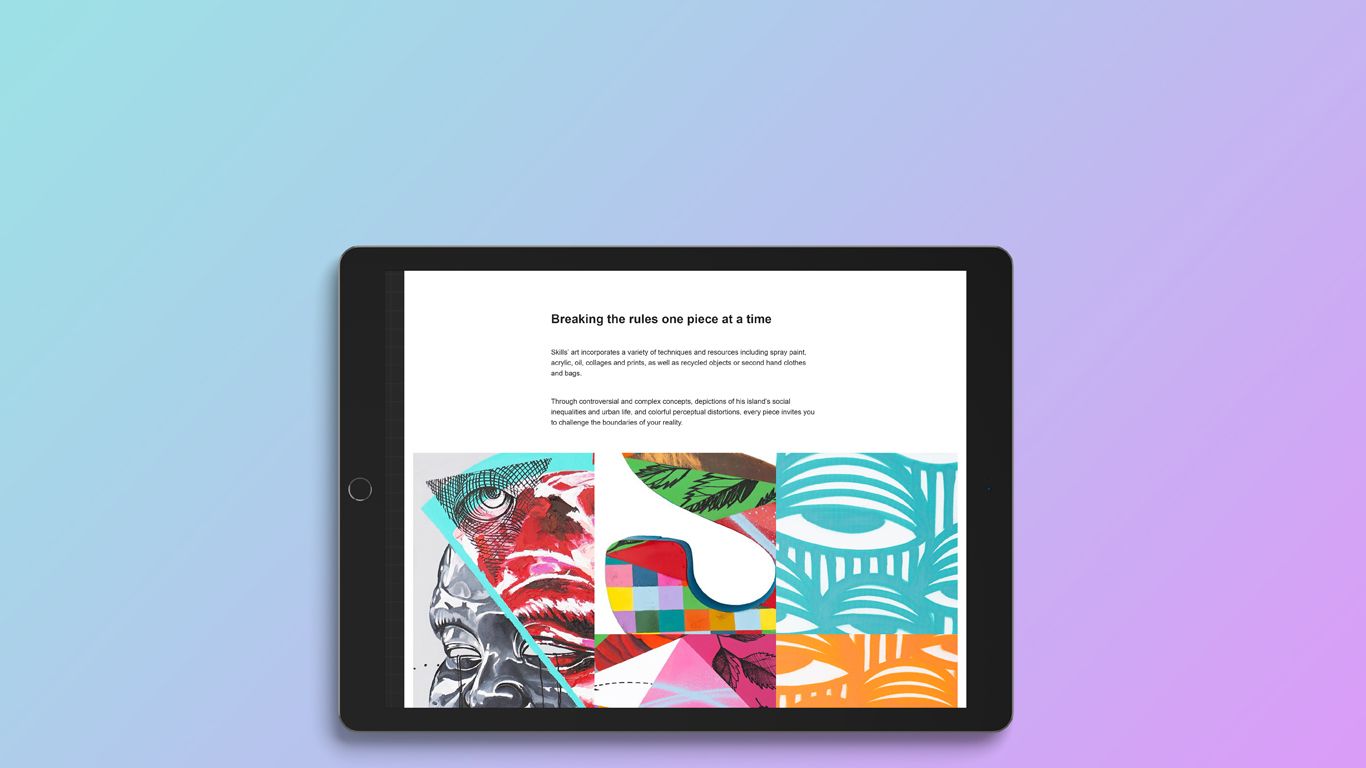 Breaking the rules one piece at a time
Skills' art incorporates a variety of techniques and resources including spray paint,
acrylic, oil, collages and prints, as well as recycled objects or second hand clothes
and bags.
Through controversial and complex concepts, depictions of his island's social
inequalities and urban life, and colorful perceptual distortions, every piece invites you
to challenge the boundaries of your reality.